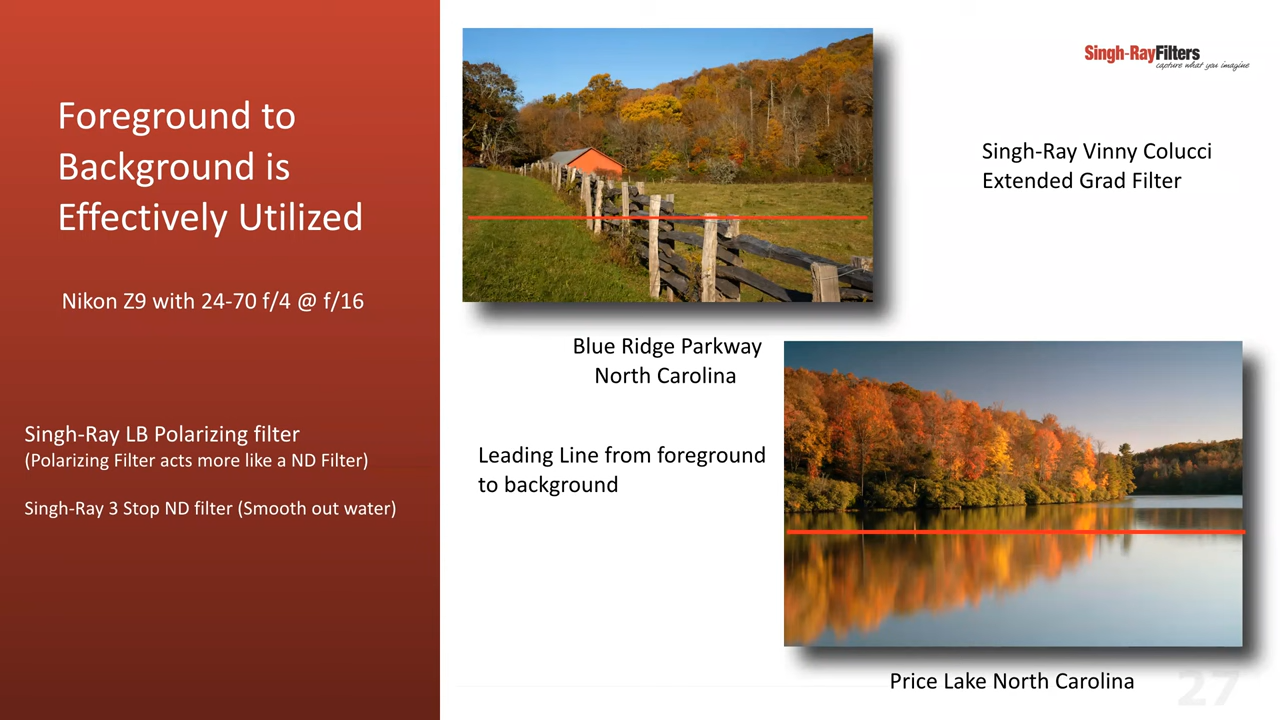 Foreground to
Background is
Effectively Utilized
Nikon Z9 with 24-70 f/4 @ f/16
Singh-Ray LB Polarizing filter
(Polarizing Filter acts more like a ND Filter)
Singh-Ray 3 Stop ND filter (Smooth out water)
Singh-RayFilters
capture what you imagine
Singh-Ray Vinny Colucci
Extended Grad Filter
Blue Ridge Parkway
North Carolina
Leading Line from foreground
to background
Price Lake North Carolina
27